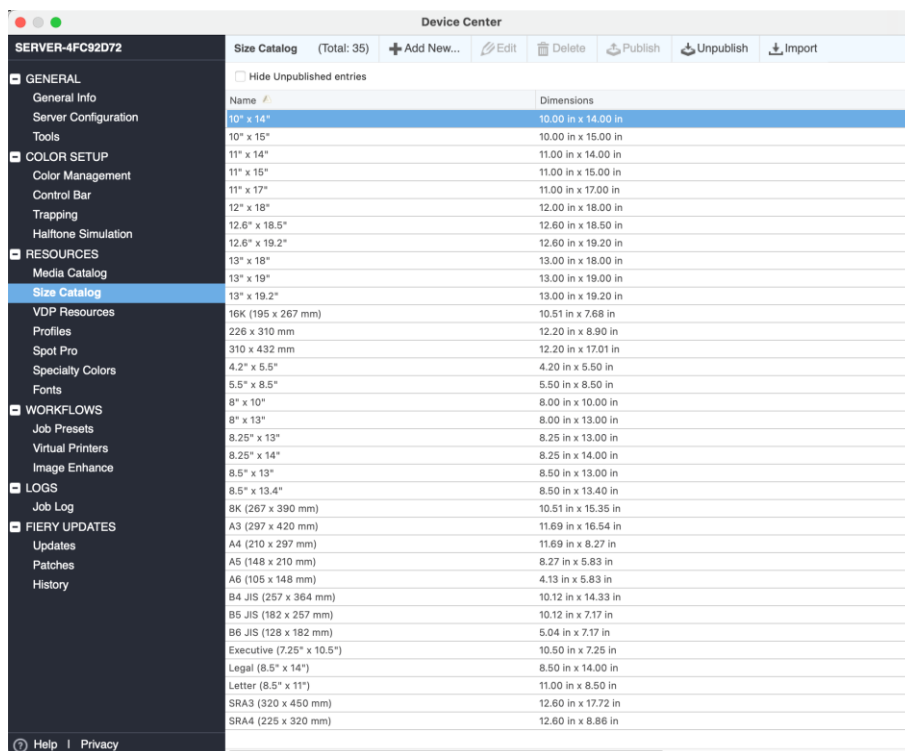 Device Center
SERVER-4FC92D72
Size Catalog (Total: 35) Add New... Edit Delete Publish Unpublish Import
GENERAL
General Info
Server Configuration
Tools
COLOR SETUP
Color Management
Control Bar
Trapping
Halftone Simulation
RESOURCES
Media Catalog
Size Catalog
VDP Resources
Profiles
Spot Pro
Specialty Colors
Fonts
WORKFLOWS
Job Presets
Virtual Printers
Image Enhance
LOGS
Job Log
FIERY UPDATES
Updates
Patches
History
Help | Privacy
Hide Unpublished entries
Name Dimensions
10" x 14" 10.00 in x 14.00 in
10" x 15" 10.00 in x 15.00 in
11" x 14" 11.00 in x 14.00 in
11" x 15" 11.00 in x 15.00 in
11" x 17" 11.00 in x 17.00 in
12" x 18" 12.00 in x 18.00 in
12.6" x 18.5" 12.60 in x 18.50 in
12.6" x 19.2" 12.60 in x 19.20 in
13" x 18" 13.00 in x 18.00 in
13" x 19" 13.00 in x 19.00 in
13" x 19.2" 13.00 in x 19.20 in
16K (195 x 267 mm) 10.51 in x 7.68 in
226 x 310 mm 12.20 in x 8.90 in
310 x 432 mm 12.20 in x 17.01 in
4.2" x 5.5" 4.20 in x 5.50 in
5.5" x 8.5" 5.50 in x 8.50 in
8" x 10" 8.00 in x 10.00 in
8" x 13" 8.00 in x 13.00 in
8.25" x 13" 8.25 in x 13.00 in
8.25" x 14" 8.25 in x 14.00 in
8.5" x 13" 8.50 in x 13.00 in
8.5" x 13.4" 8.50 in x 13.40 in
8K (267 x 390 mm) 10.51 in x 15.35 in
A3 (297 x 420 mm) 11.69 in x 16.54 in
A4 (210 x 297 mm) 11.69 in x 8.27 in
A5 (148 x 210 mm) 8.27 in x 5.83 in
A6 (105 x 148 mm) 4.13 in x 5.83 in
B4 JIS (257 x 364 mm) 10.12 in x 14.33 in
B5 JIS (182 x 257 mm) 10.12 in x 7.17 in
B6 JIS (128 x 182 mm) 5.04 in x 7.17 in
Executive (7.25" x 10.5") 10.50 in x 7.25 in
Legal (8.5" x 14") 8.50 in x 14.00 in
Letter (8.5" x 11") 11.00 in x 8.50 in
SRA3 (320 x 450 mm) 12.60 in x 17.72 in
SRA4 (225 x 320 mm) 12.60 in x 8.86 in